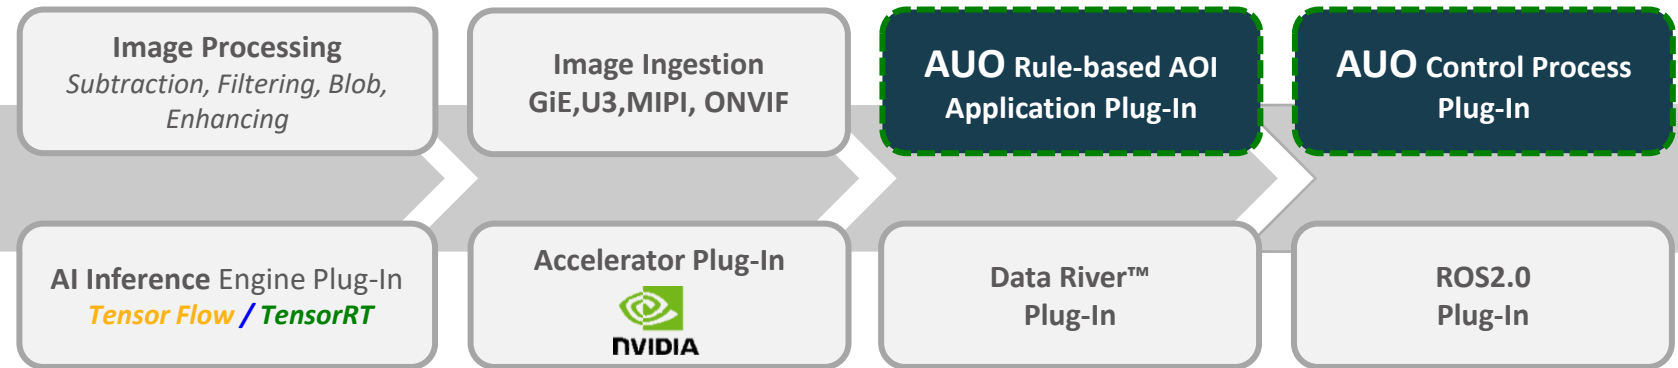 Image Processing
Subtraction, Filtering, Blob,
Enhancing
Image Ingestion
GiE,U3,MIPI, ONVIF
AUO Rule-based AOI
Application Plug-In
AUO Control Process
Plug-In
AI Inference Engine Plug-In
Tensor Flow / TensorRT
Accelerator Plug-In
NVIDIA
Data River™
Plug-In
ROS2.0
Plug-In